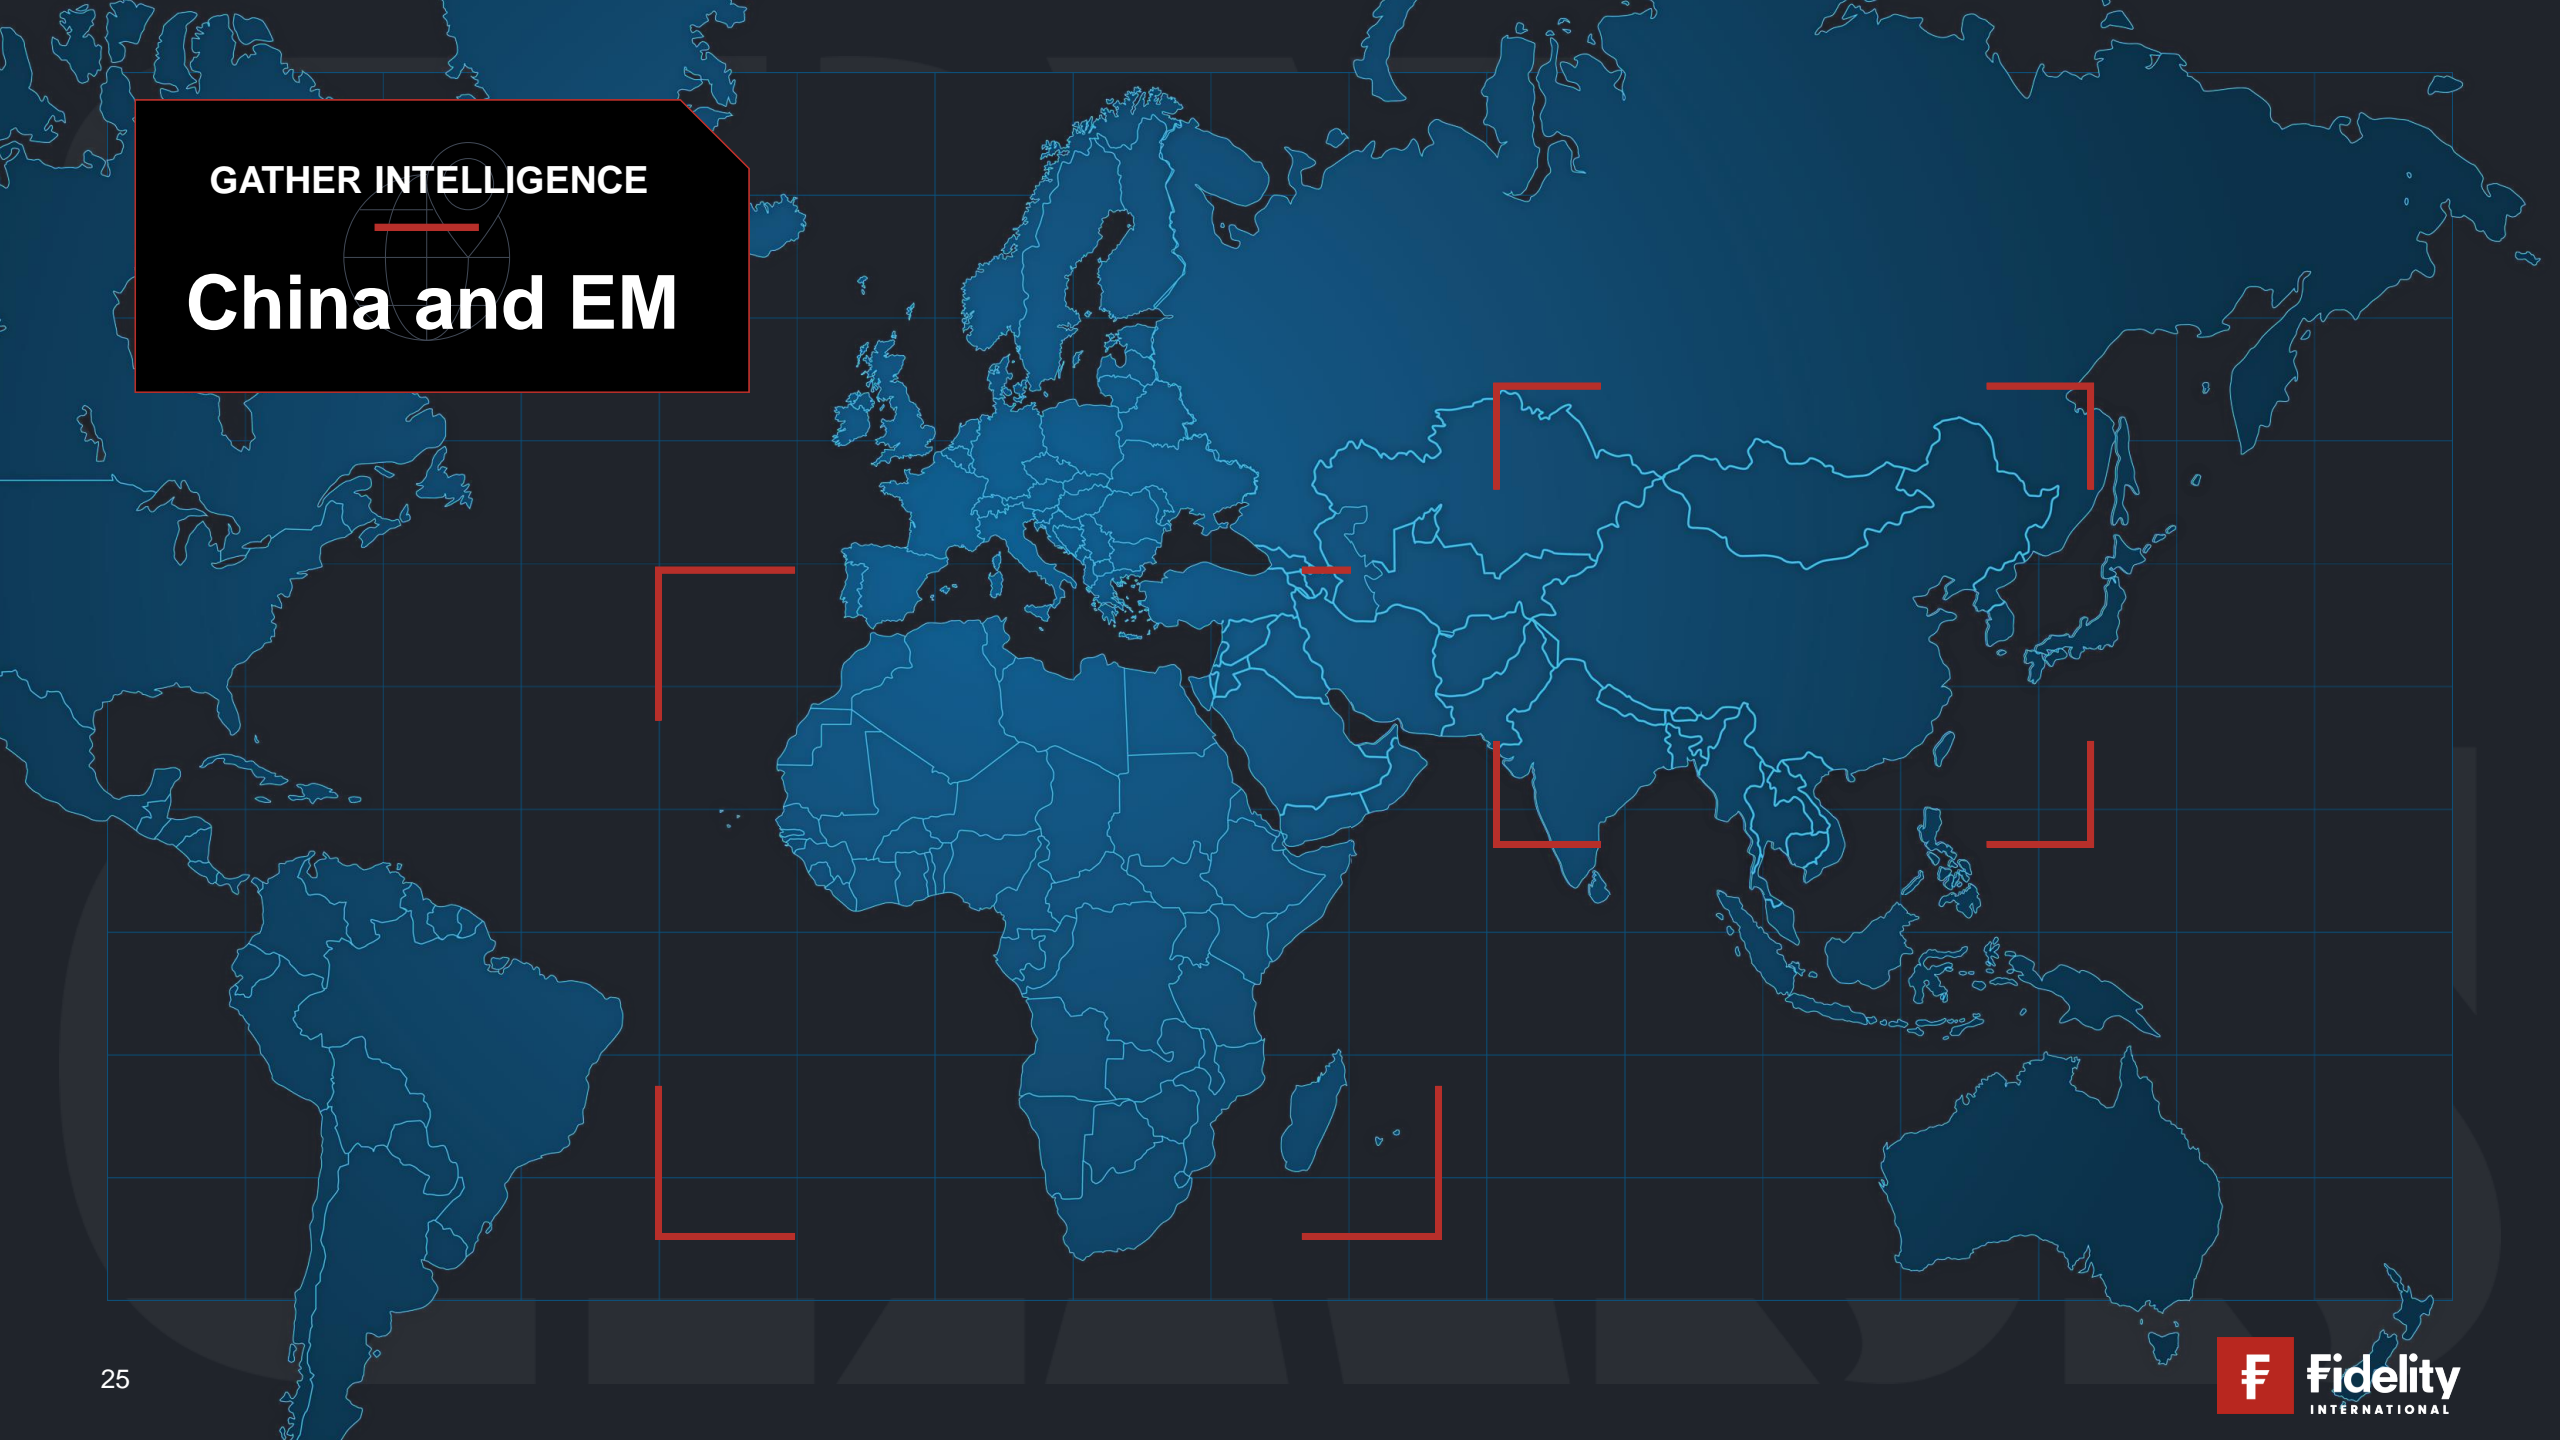 GATHER INTELLIGENCE
China and EM
25
Fidelity
INTERNATIONAL